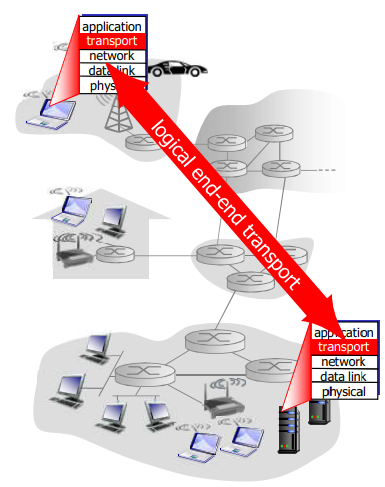 application
transport
network
data link
physical
logical end-end transport
application
transport
network
data link
physical